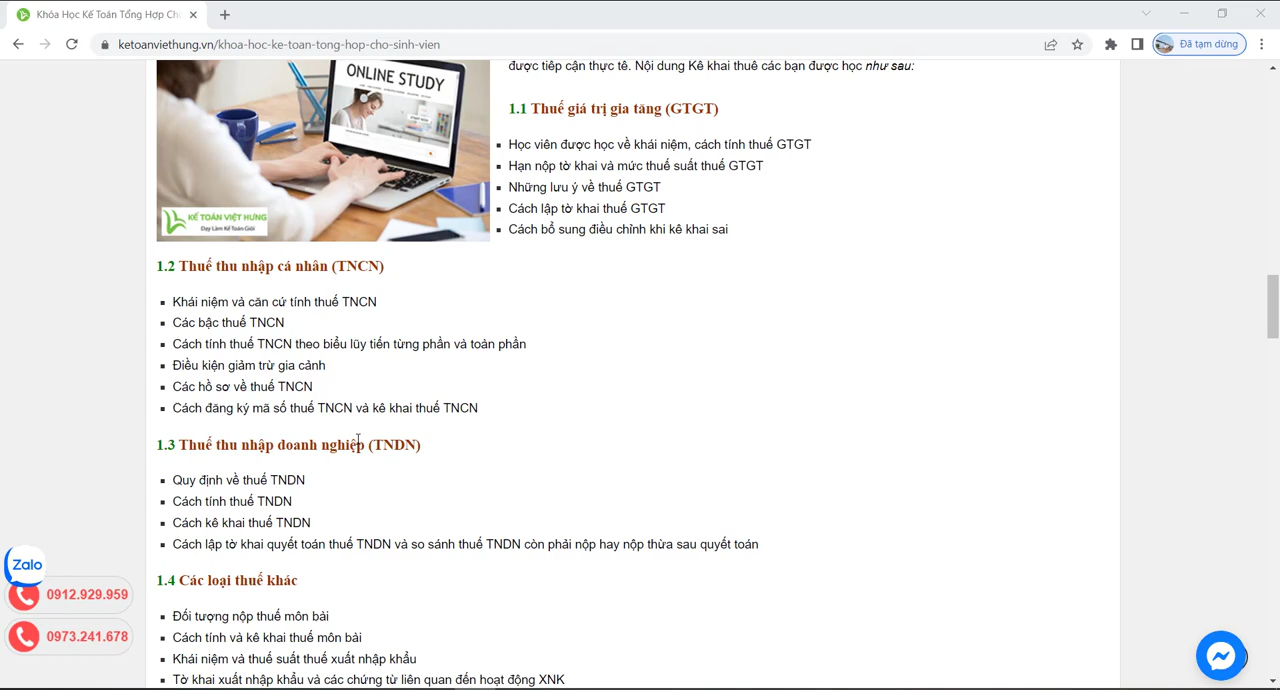 Khóa Học Kế Toán Tổng Hợp Ch
ketoanviethung.vn/khoa-hoc-ke-toan-tong-hop-cho-sinh-vien
Đã tạm dừng
ONLINE STUDY
KẾ TOÁN VIỆT HƯNG
Dạy Làm Kế Toán Giỏi
được tiếp cận thực tế. Nội dung Kê khai thuế các bạn được học như sau:
1.1 Thuế giá trị gia tăng (GTGT)
Học viên được học về khái niệm, cách tính thuế GTGT
Hạn nộp tờ khai và mức thuế suất thuế GTGT
Những lưu ý về thuế GTGT
Cách lập tờ khai thuế GTGT
Cách bổ sung điều chỉnh khi kê khai sai
1.2 Thuế thu nhập cá nhân (TNCN)
Khái niệm và căn cứ tính thuế TNCN
Các bậc thuế TNCN
Cách tính thuế TNCN theo biểu lũy tiến từng phần và toàn phần
Điều kiện giảm trừ gia cảnh
Các hồ sơ về thuế TNCN
Cách đăng ký mã số thuế TNCN và kê khai thuế TNCN
1.3 Thuế thu nhập doanh nghiệp (TNDN)
Quy định về thuế TNDN
Cách tính thuế TNDN
Cách kê khai thuế TNDN
Cách lập tờ khai quyết toán thuế TNDN và so sánh thuế TNDN còn phải nộp hay nộp thừa sau quyết toán
1.4 Các loại thuế khác
Đối tượng nộp thuế môn bài
Cách tính và kê khai thuế môn bài
Khái niệm và thuế suất thuế xuất nhập khẩu
Tờ khai xuất nhập khẩu và các chứng từ liên quan đến hoạt động XNK
Zalo
0912.929.959
0973.241.678